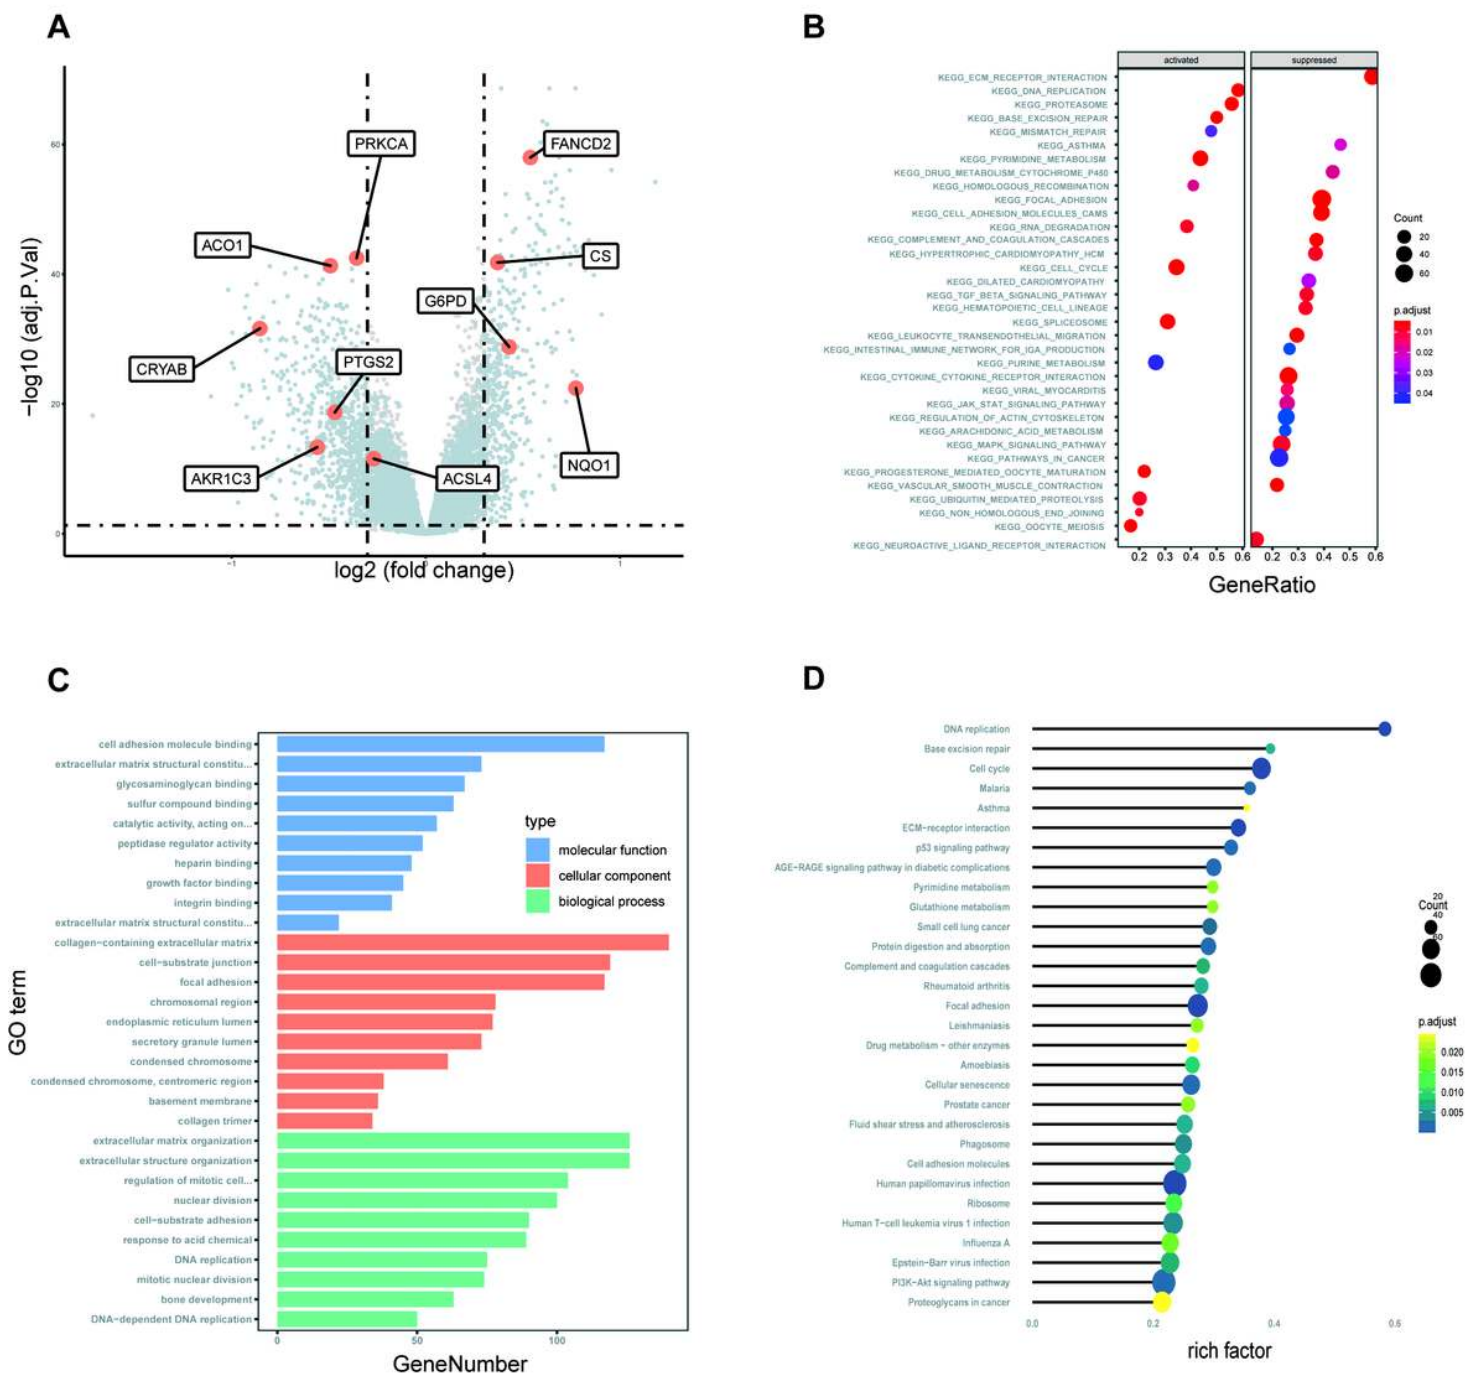 A
60
40
20
0
-1
0
1
−log10 (adj.P.Val)
log2 (fold change)
PRKCA
FANCD2
ACO1
CS
G6PD
CRYAB
PTGS2
AKR1C3
ACSL4
NQO1
B
activated
suppressed
KEGG_ECM_RECEPTOR_INTERACTION
KEGG_DNA_REPLICATION
KEGG_PROTEASOME
KEGG_BASE_EXCISION_REPAIR
KEGG_MISMATCH_REPAIR
KEGG_ASTHMA
KEGG_PYRIMIDINE_METABOLISM
KEGG_DRUG_METABOLISM_CYTOCHROME_P450
KEGG_HOMOLOGOUS_RECOMBINATION
KEGG_FOCAL_ADHESION
KEGG_CELL_ADHESION_MOLECULES_CAMS
KEGG_RNA_DEGRADATION
KEGG_COMPLEMENT_AND_COAGULATION_CASCADES
KEGG_HYPERTROPHIC_CARDIOMYOPATHY_HCM
KEGG_CELL_CYCLE
KEGG_DILATED_CARDIOMYOPATHY
KEGG_TGF_BETA_SIGNALING_PATHWAY
KEGG_HEMATOPOIETIC_CELL_LINEAGE
KEGG_SPLICEOSOME
KEGG_LEUKOCYTE_TRANSENDOTHELIAL_MIGRATION
KEGG_INTESTINAL_IMMUNE_NETWORK_FOR_IGA_PRODUCTION
KEGG_PURINE_METABOLISM
KEGG_CYTOKINE_CYTOKINE_RECEPTOR_INTERACTION
KEGG_VIRAL_MYOCARDITIS
KEGG_JAK_STAT_SIGNALING_PATHWAY
KEGG_REGULATION_OF_ACTIN_CYTOSKELETON
KEGG_ARACHIDONIC_ACID_METABOLISM
KEGG_MAPK_SIGNALING_PATHWAY
KEGG_PATHWAYS_IN_CANCER
KEGG_PROGESTERONE_MEDIATED_OOCYTE_MATURATION
KEGG_VASCULAR_SMOOTH_MUSCLE_CONTRACTION
KEGG_UBIQUITIN_MEDIATED_PROTEOLYSIS
KEGG_NON_HOMOLOGOUS_END_JOINING
KEGG_OOCYTE_MEIOSIS
KEGG_NEUROACTIVE_LIGAND_RECEPTOR_INTERACTION
0.2 0.3 0.4 0.5 0.6 0.2 0.3 0.4 0.5 0.6
GeneRatio
Count
20
40
60
p.adjust
0.01
0.02
0.03
0.04
C
GO term
cell adhesion molecule binding
extracellular matrix structural constitu...
glycosaminoglycan binding
sulfur compound binding
catalytic activity, acting on...
peptidase regulator activity
heparin binding
growth factor binding
integrin binding
extracellular matrix structural constitu...
collagen−containing extracellular matrix
cell−substrate junction
focal adhesion
chromosomal region
endoplasmic reticulum lumen
secretory granule lumen
condensed chromosome
condensed chromosome, centromeric region
basement membrane
collagen trimer
extracellular matrix organization
extracellular structure organization
regulation of mitotic cell...
nuclear division
cell−substrate adhesion
response to acid chemical
DNA replication
mitotic nuclear division
bone development
DNA−dependent DNA replication
0 50 100
GeneNumber
type
molecular function
cellular component
biological process
D
DNA replication
Base excision repair
Cell cycle
Malaria
Asthma
ECM−receptor interaction
p53 signaling pathway
AGE−RAGE signaling pathway in diabetic complications
Pyrimidine metabolism
Glutathione metabolism
Small cell lung cancer
Protein digestion and absorption
Complement and coagulation cascades
Rheumatoid arthritis
Focal adhesion
Leishmaniasis
Drug metabolism − other enzymes
Amoebiasis
Cellular senescence
Prostate cancer
Fluid shear stress and atherosclerosis
Phagosome
Cell adhesion molecules
Human papillomavirus infection
Ribosome
Human T−cell leukemia virus 1 infection
Influenza A
Epstein−Barr virus infection
PI3K−Akt signaling pathway
Proteoglycans in cancer
0.0 0.2 0.4 0.6
rich factor
20
Count
40
60
p.adjust
0.020
0.015
0.010
0.005